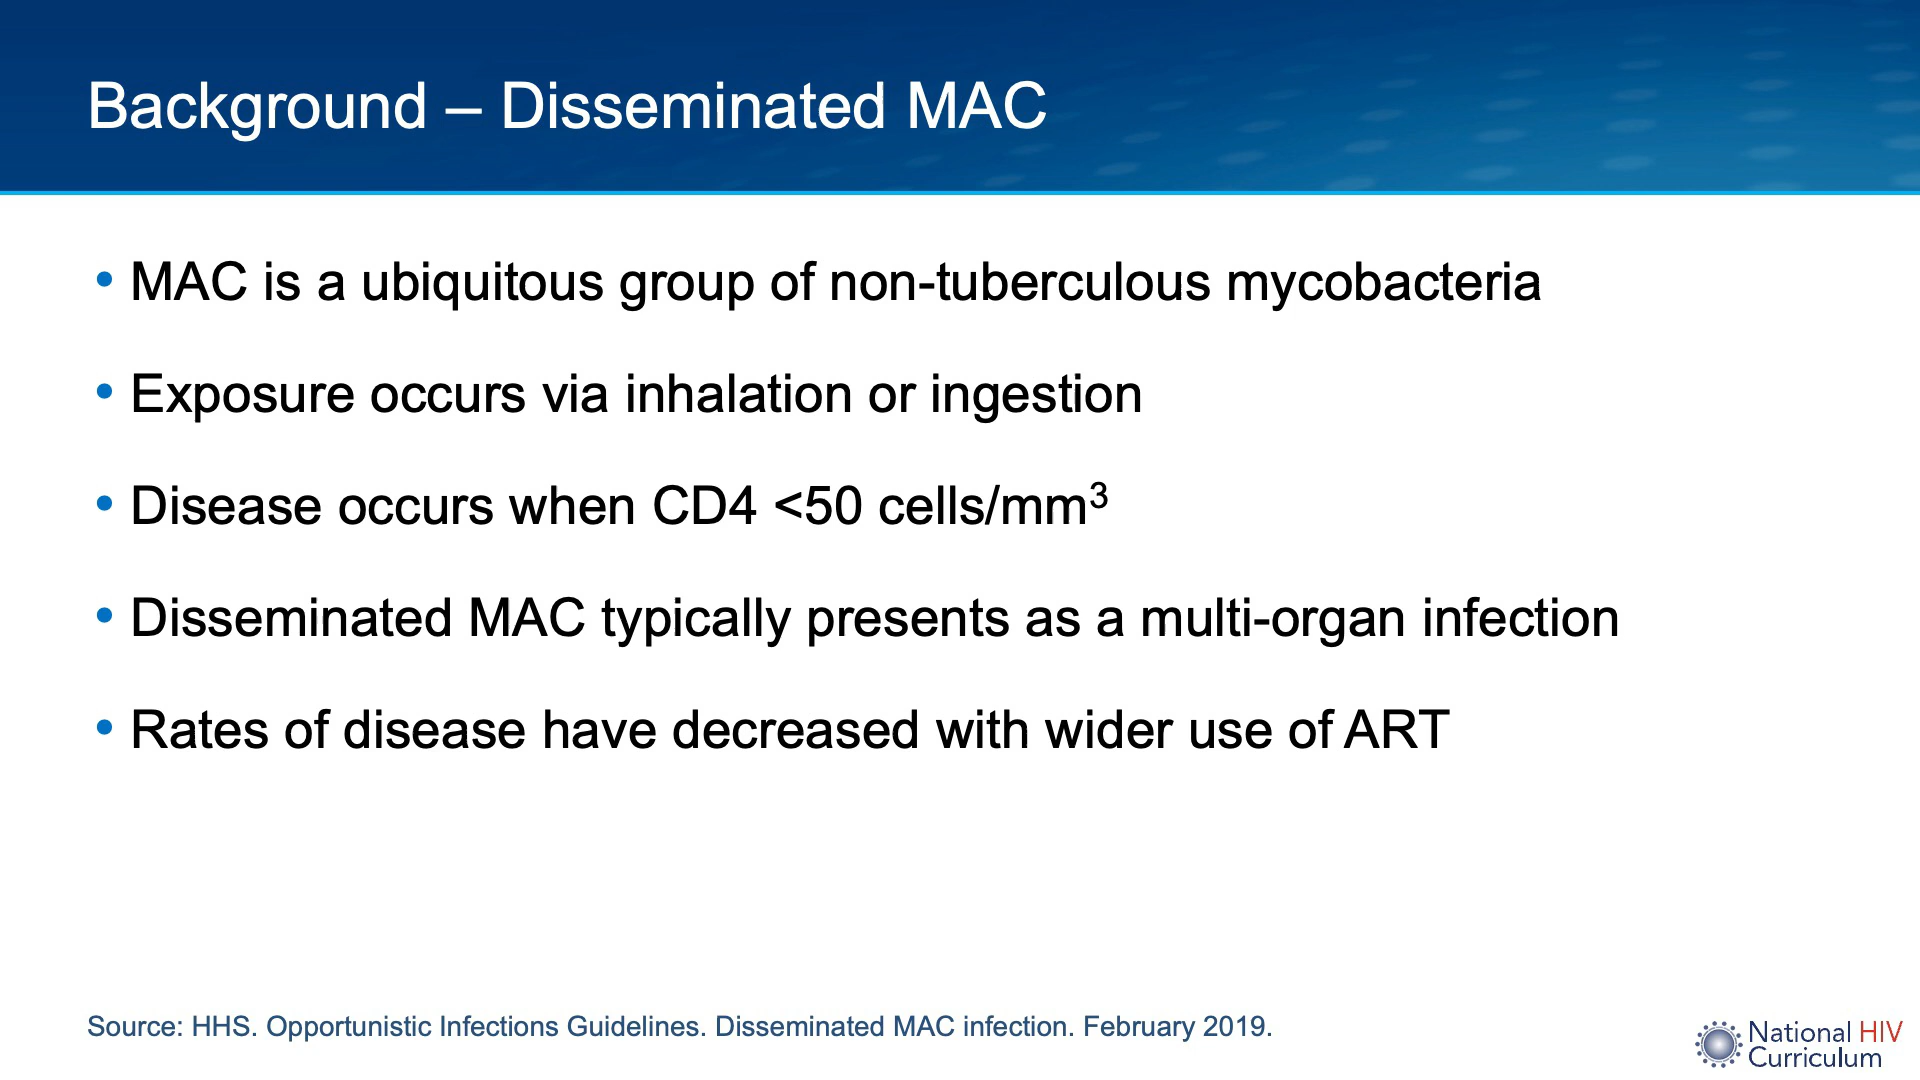 Background – Disseminated MAC
• MAC is a ubiquitous group of non-tuberculous mycobacteria
• Exposure occurs via inhalation or ingestion
• Disease occurs when CD4 <50 cells/mm³
• Disseminated MAC typically presents as a multi-organ infection
• Rates of disease have decreased with wider use of ART
Source: HHS. Opportunistic Infections Guidelines. Disseminated MAC infection. February 2019.
National HIV
Curriculum